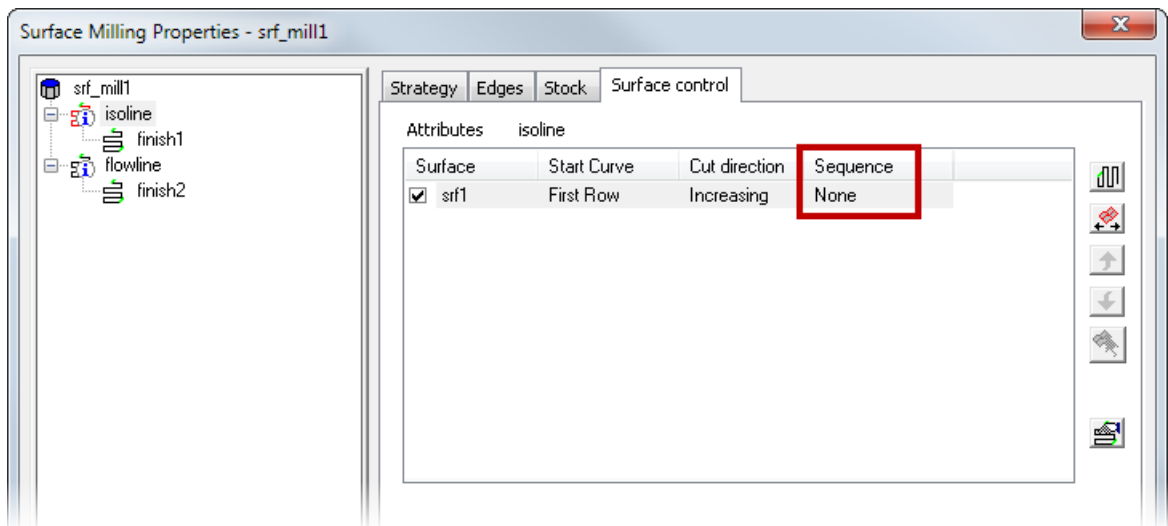 Surface Milling Properties - srf_mill1
srf_mill1
isoline
finish1
flowline
finish2
Strategy Edges Stock Surface control
Attributes isoline
Surface Start Curve Cut direction Sequence
srf1 First Row Increasing None